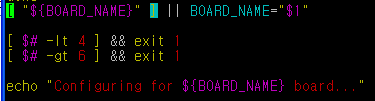 [ "${BOARD_NAME}" ] || BOARD_NAME="$1"
[ $# -lt 4 ] && exit 1
[ $# -gt 6 ] && exit 1
echo "Configuring for ${BOARD_NAME} board..."